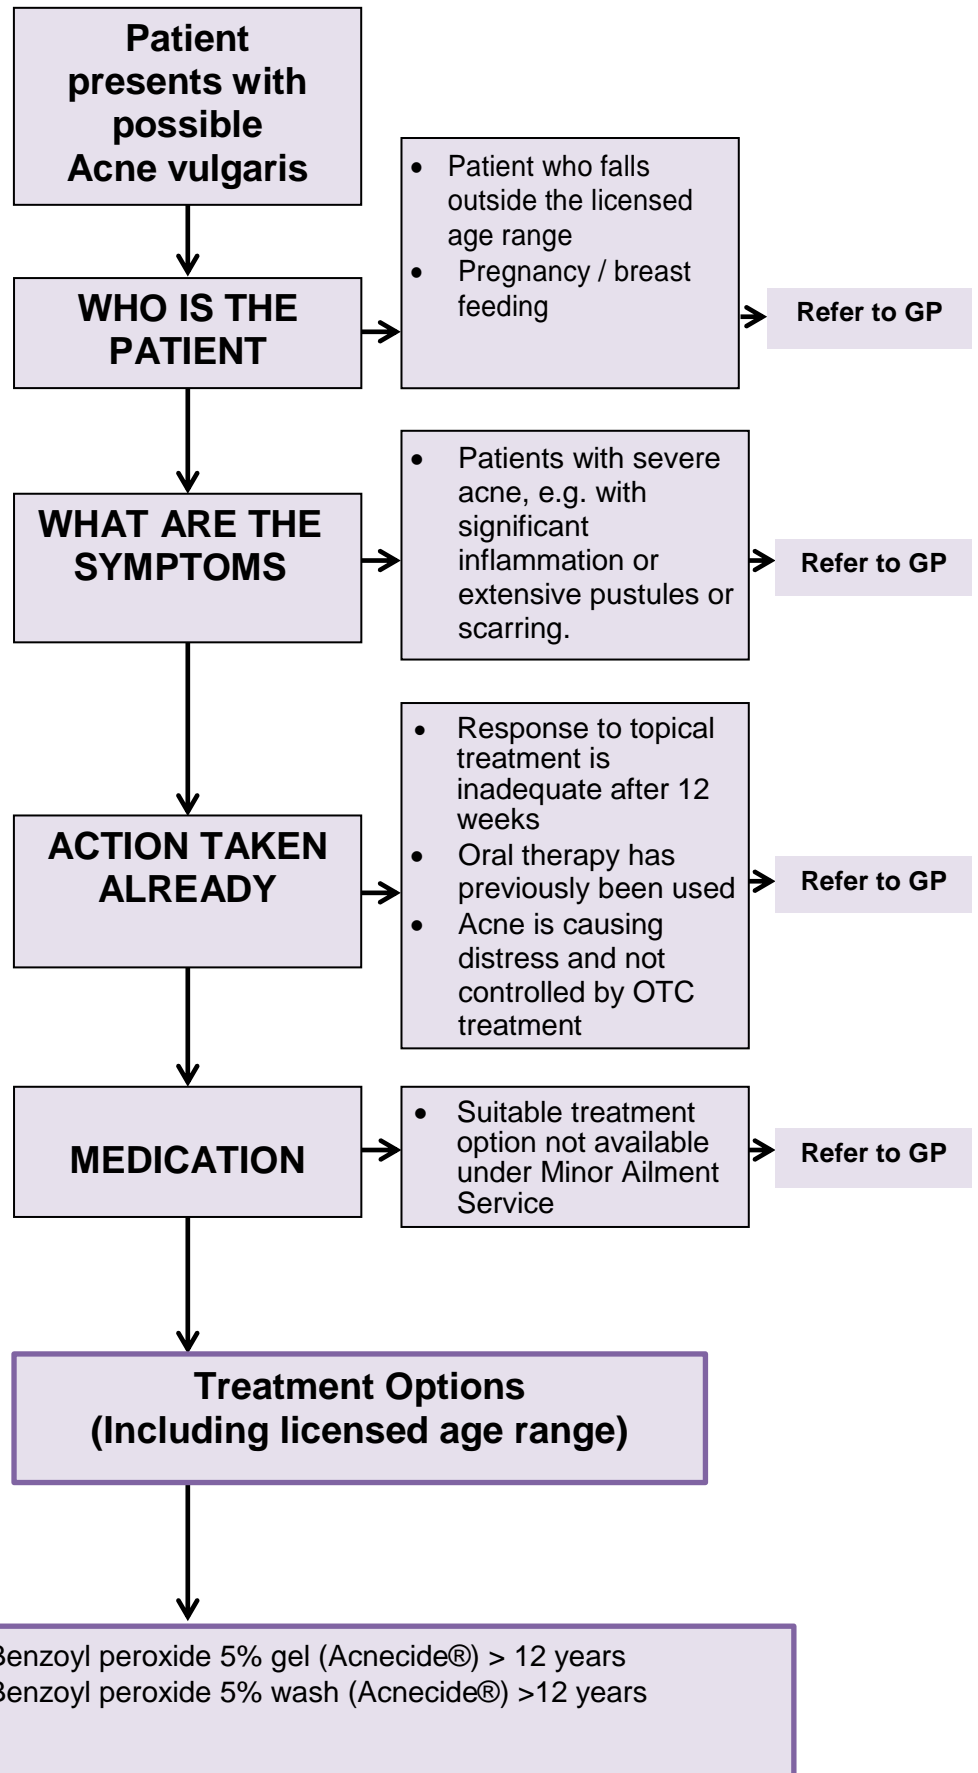 Patient
presents with
possible
Acne vulgaris
• Patient who falls
outside the licensed
age range
• Pregnancy / breast
feeding
Refer to GP
WHO IS THE
PATIENT
• Patients with severe
acne, e.g. with
significant
inflammation or
extensive pustules or
scarring.
Refer to GP
WHAT ARE THE
SYMPTOMS
• Response to topical
treatment is
inadequate after 12
weeks
• Oral therapy has
previously been used
• Acne is causing
distress and not
controlled by OTC
treatment
Refer to GP
ACTION TAKEN
ALREADY
• Suitable treatment
option not available
under Minor Ailment
Service
Refer to GP
MEDICATION
Treatment Options
(Including licensed age range)
Benzoyl peroxide 5% gel (Acnecide®) > 12 years
Benzoyl peroxide 5% wash (Acnecide®) >12 years